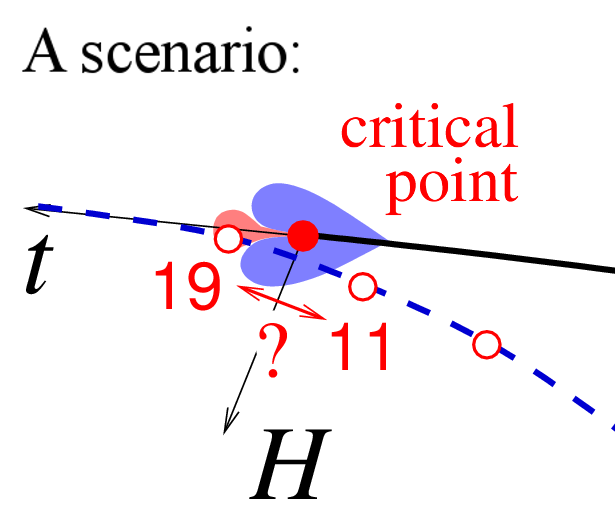 A scenario:
critical
point
t
19
?
11
H